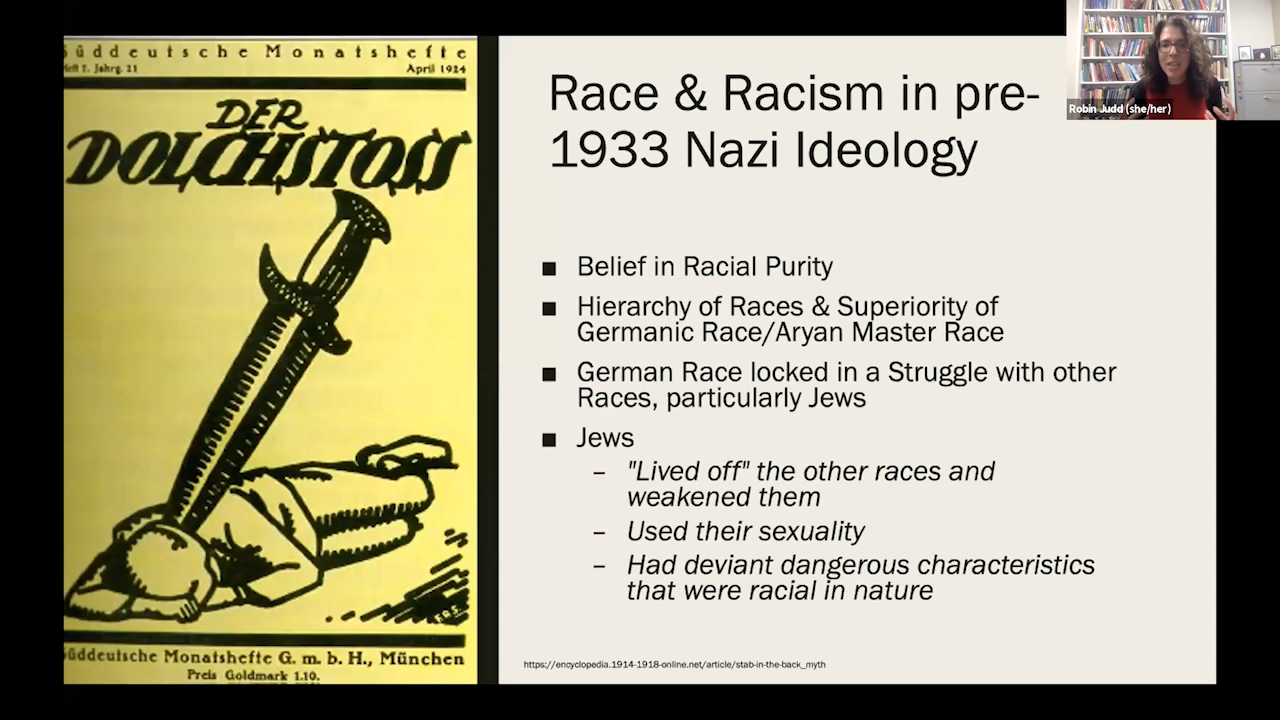 Süddeutsche Monatshefte
Heft 7. Jahrg. 21 April 1924
DER
DOLCHSTOSS
Süddeutsche Monatshefte G. m. b. H., München
Preis Goldmark 1.10.
Race & Racism in pre-
1933 Nazi Ideology
■ Belief in Racial Purity
■ Hierarchy of Races & Superiority of
Germanic Race/Aryan Master Race
■ German Race locked in a Struggle with other
Races, particularly Jews
■ Jews
– "Lived off" the other races and
weakened them
– Used their sexuality
– Had deviant dangerous characteristics
that were racial in nature
https://encyclopedia.1914-1918-online.net/article/stab-in-the-back_myth
Robin Judd (she/her)